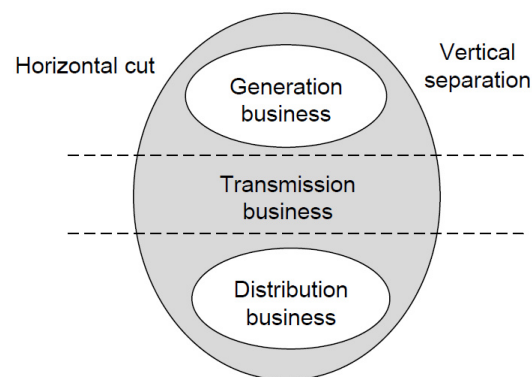 Horizontal cut
Vertical
separation
Generation
business
Transmission
business
Distribution
business